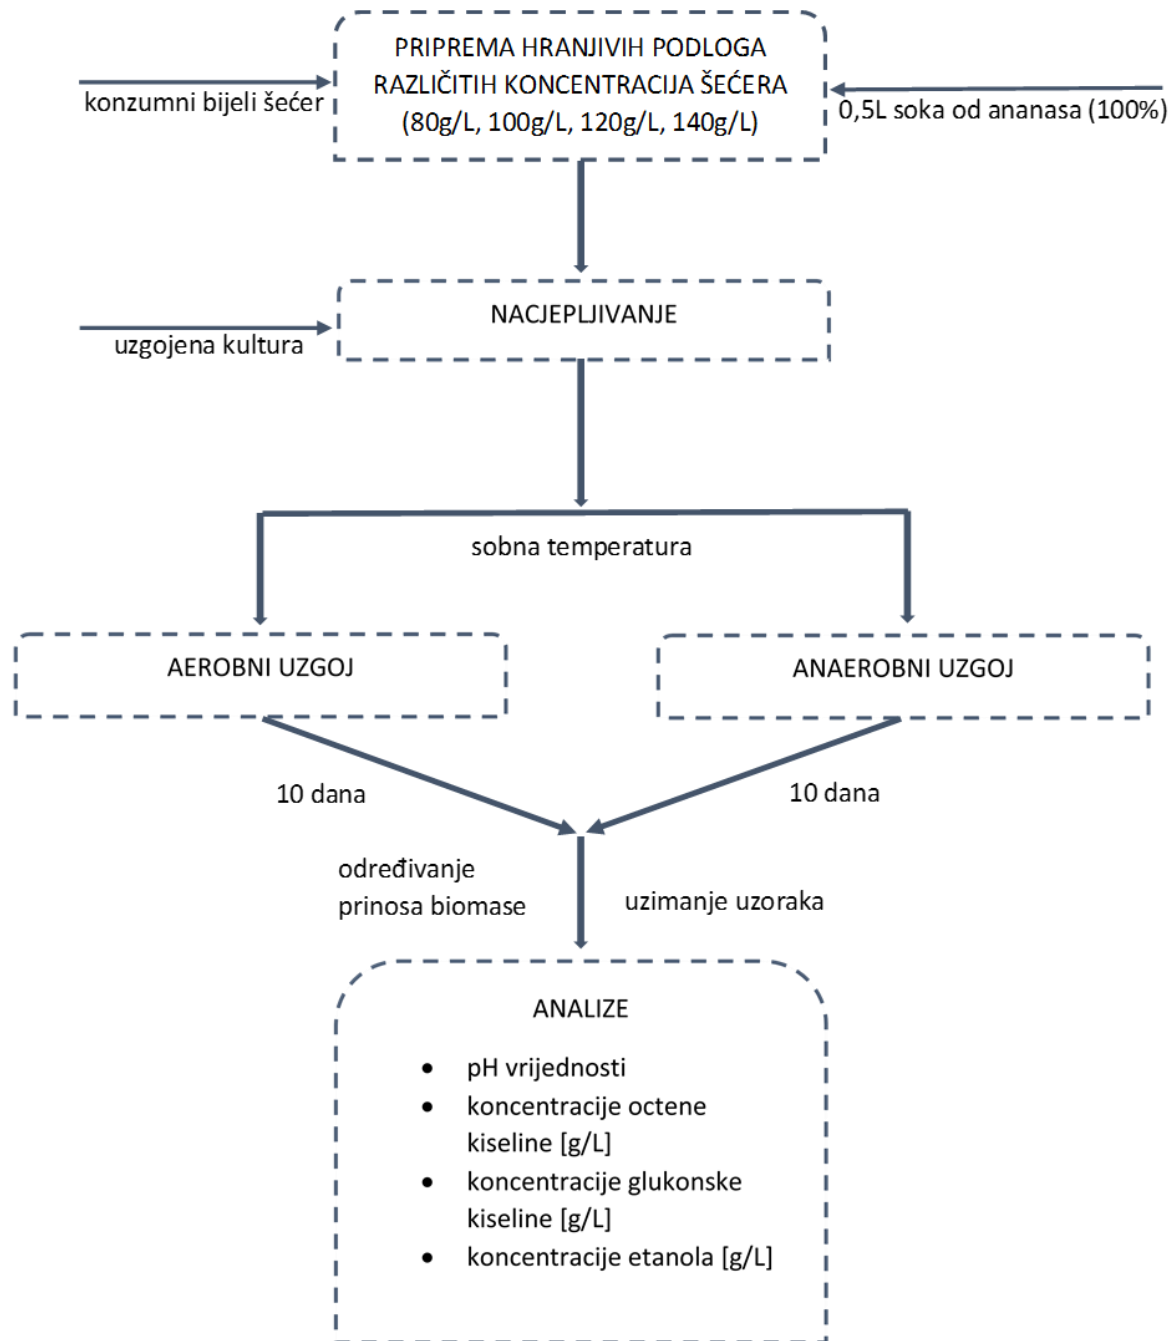 PRIPREMA HRANJIVIH PODLOGA
RAZLIČITIH KONCENTRACIJA ŠEĆERA
(80g/L, 100g/L, 120g/L, 140g/L)
konzumni bijeli šećer
0,5L soka od ananasa (100%)
NACJEPLJIVANJE
uzgojena kultura
sobna temperatura
AEROBNI UZGOJ
ANAEROBNI UZGOJ
10 dana
10 dana
određivanje
prinosa biomase
uzimanje uzoraka
ANALIZE
• pH vrijednosti
• koncentracije octene
kiseline [g/L]
• koncentracije glukonske
kiseline [g/L]
• koncentracije etanola [g/L]